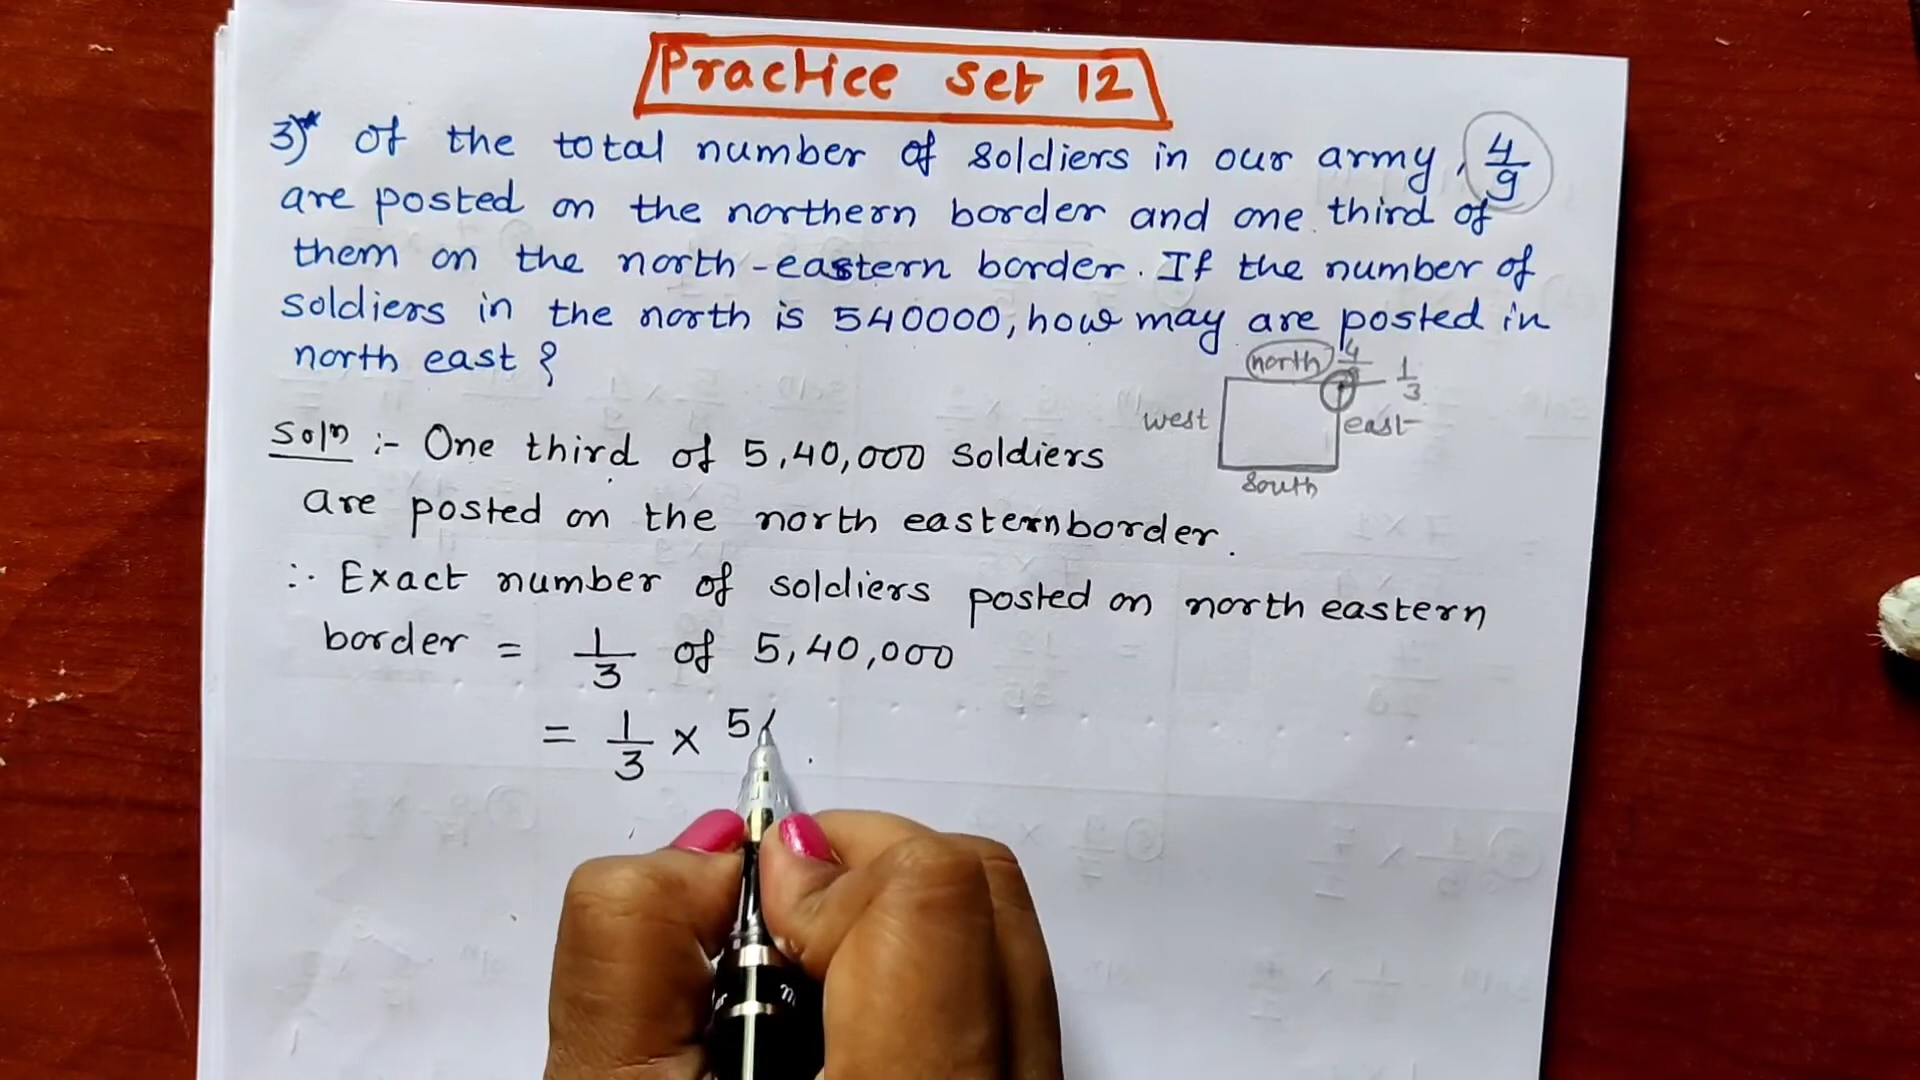 Practice Set 12
3)* Of the total number of soldiers in our army, 4/9
are posted on the northern border and one third of
them on the north-eastern border. If the number of
soldiers in the north is 540000, how may are posted in
north east ?
north 4/9 1/3
west east
south
Soln :- One third of 5,40,000 soldiers
are posted on the north eastern border.
∴ Exact number of soldiers posted on north eastern
border = 1/3 of 5,40,000
= 1/3 × 5